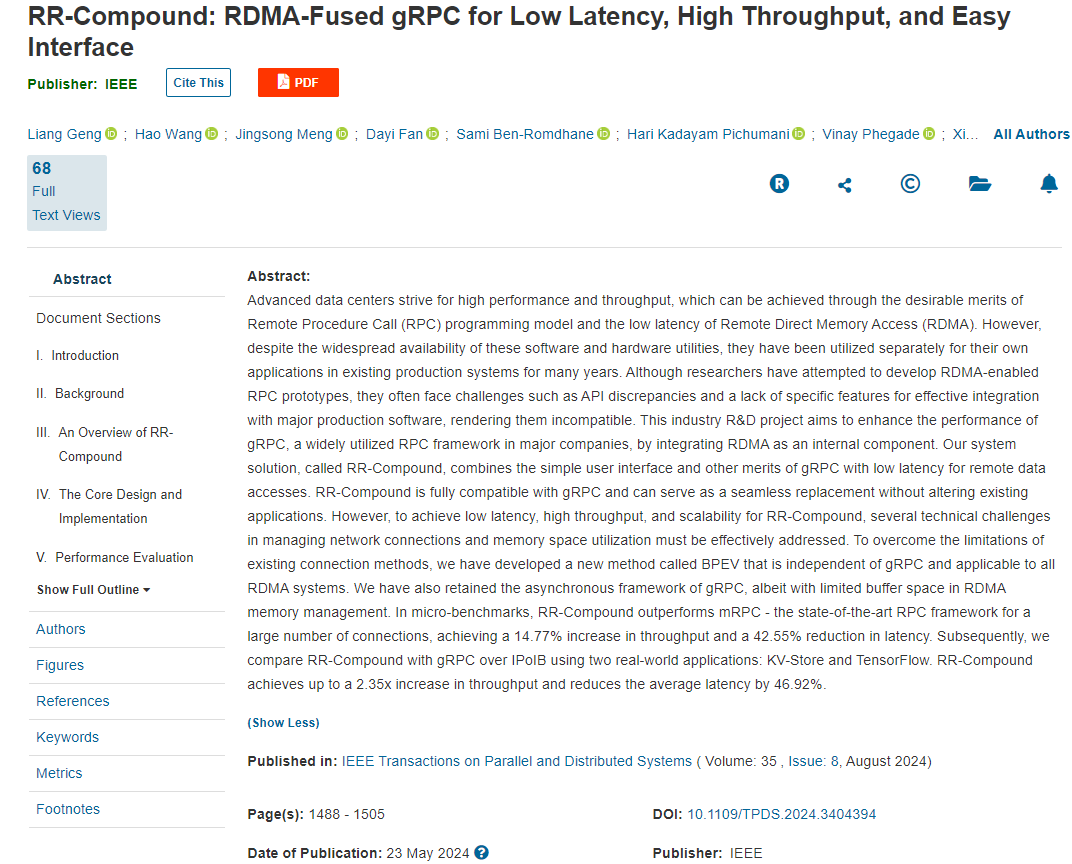 RR-Compound: RDMA-Fused gRPC for Low Latency, High Throughput, and Easy
Interface
Publisher: IEEE
Cite This
PDF
Liang Geng ; Hao Wang ; Jingsong Meng ; Dayi Fan ; Sami Ben-Romdhane ; Hari Kadayam Pichumani ; Vinay Phegade ; Xi... All Authors
68
Full
Text Views
Abstract
Document Sections
I. Introduction
II. Background
III. An Overview of RR-
Compound
IV. The Core Design and
Implementation
V. Performance Evaluation
Show Full Outline
Authors
Figures
References
Keywords
Metrics
Footnotes
Abstract:
Advanced data centers strive for high performance and throughput, which can be achieved through the desirable merits of
Remote Procedure Call (RPC) programming model and the low latency of Remote Direct Memory Access (RDMA). However,
despite the widespread availability of these software and hardware utilities, they have been utilized separately for their own
applications in existing production systems for many years. Although researchers have attempted to develop RDMA-enabled
RPC prototypes, they often face challenges such as API discrepancies and a lack of specific features for effective integration
with major production software, rendering them incompatible. This industry R&D project aims to enhance the performance of
gRPC, a widely utilized RPC framework in major companies, by integrating RDMA as an internal component. Our system
solution, called RR-Compound, combines the simple user interface and other merits of gRPC with low latency for remote data
accesses. RR-Compound is fully compatible with gRPC and can serve as a seamless replacement without altering existing
applications. However, to achieve low latency, high throughput, and scalability for RR-Compound, several technical challenges
in managing network connections and memory space utilization must be effectively addressed. To overcome the limitations of
existing connection methods, we have developed a new method called BPEV that is independent of gRPC and applicable to all
RDMA systems. We have also retained the asynchronous framework of gRPC, albeit with limited buffer space in RDMA
memory management. In micro-benchmarks, RR-Compound outperforms mRPC - the state-of-the-art RPC framework for a
large number of connections, achieving a 14.77% increase in throughput and a 42.55% reduction in latency. Subsequently, we
compare RR-Compound with gRPC over IPoIB using two real-world applications: KV-Store and TensorFlow. RR-Compound
achieves up to a 2.35x increase in throughput and reduces the average latency by 46.92%.
(Show Less)
Published in: IEEE Transactions on Parallel and Distributed Systems ( Volume: 35 , Issue: 8, August 2024)
Page(s): 1488 - 1505
DOI: 10.1109/TPDS.2024.3404394
Date of Publication: 23 May 2024
Publisher: IEEE